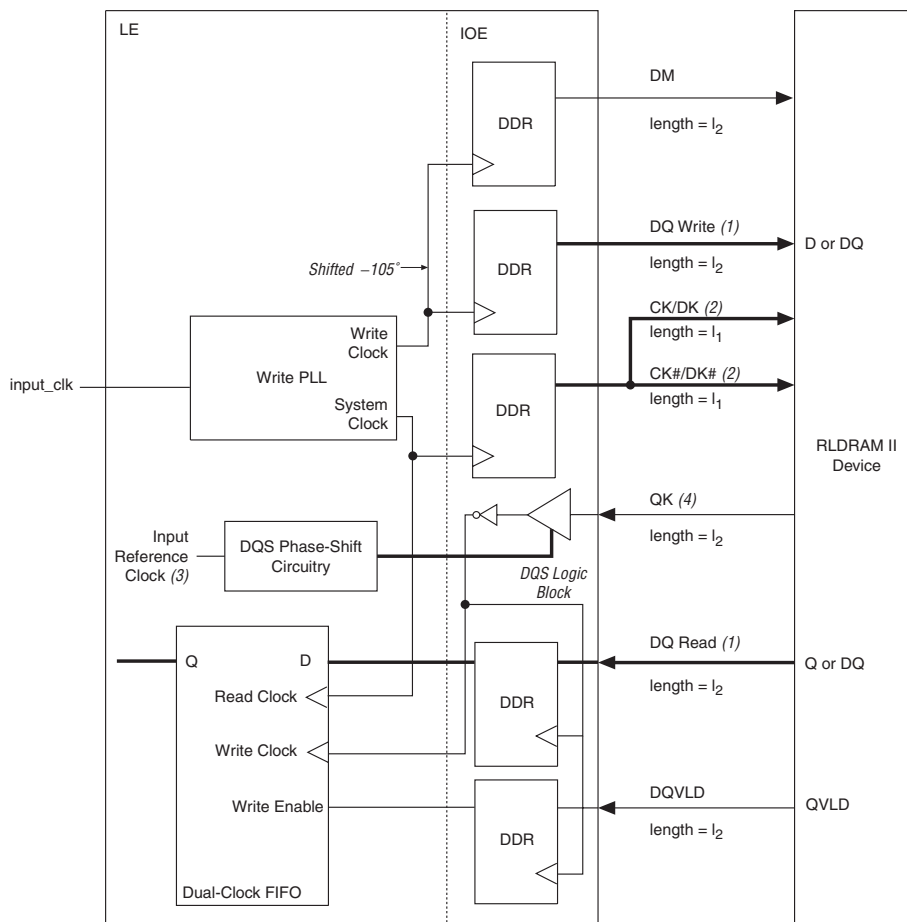 LE
IOE
DM
DDR
length = l2
DQ Write (1)
D or DQ
length = l2
Shifted –105°
DDR
CK/DK (2)
length = l1
Write
Clock
Write PLL
input_clk
System
Clock
CK#/DK# (2)
length = l1
DDR
RLDRAM II
Device
QK (4)
length = l2
Input
Reference
Clock (3)
DQS Phase-Shift
Circuitry
DQS Logic
Block
Q
D
DQ Read (1)
Q or DQ
length = l2
Read Clock
DDR
Write Clock
DQVLD
QVLD
Write Enable
length = l2
DDR
Dual-Clock FIFO